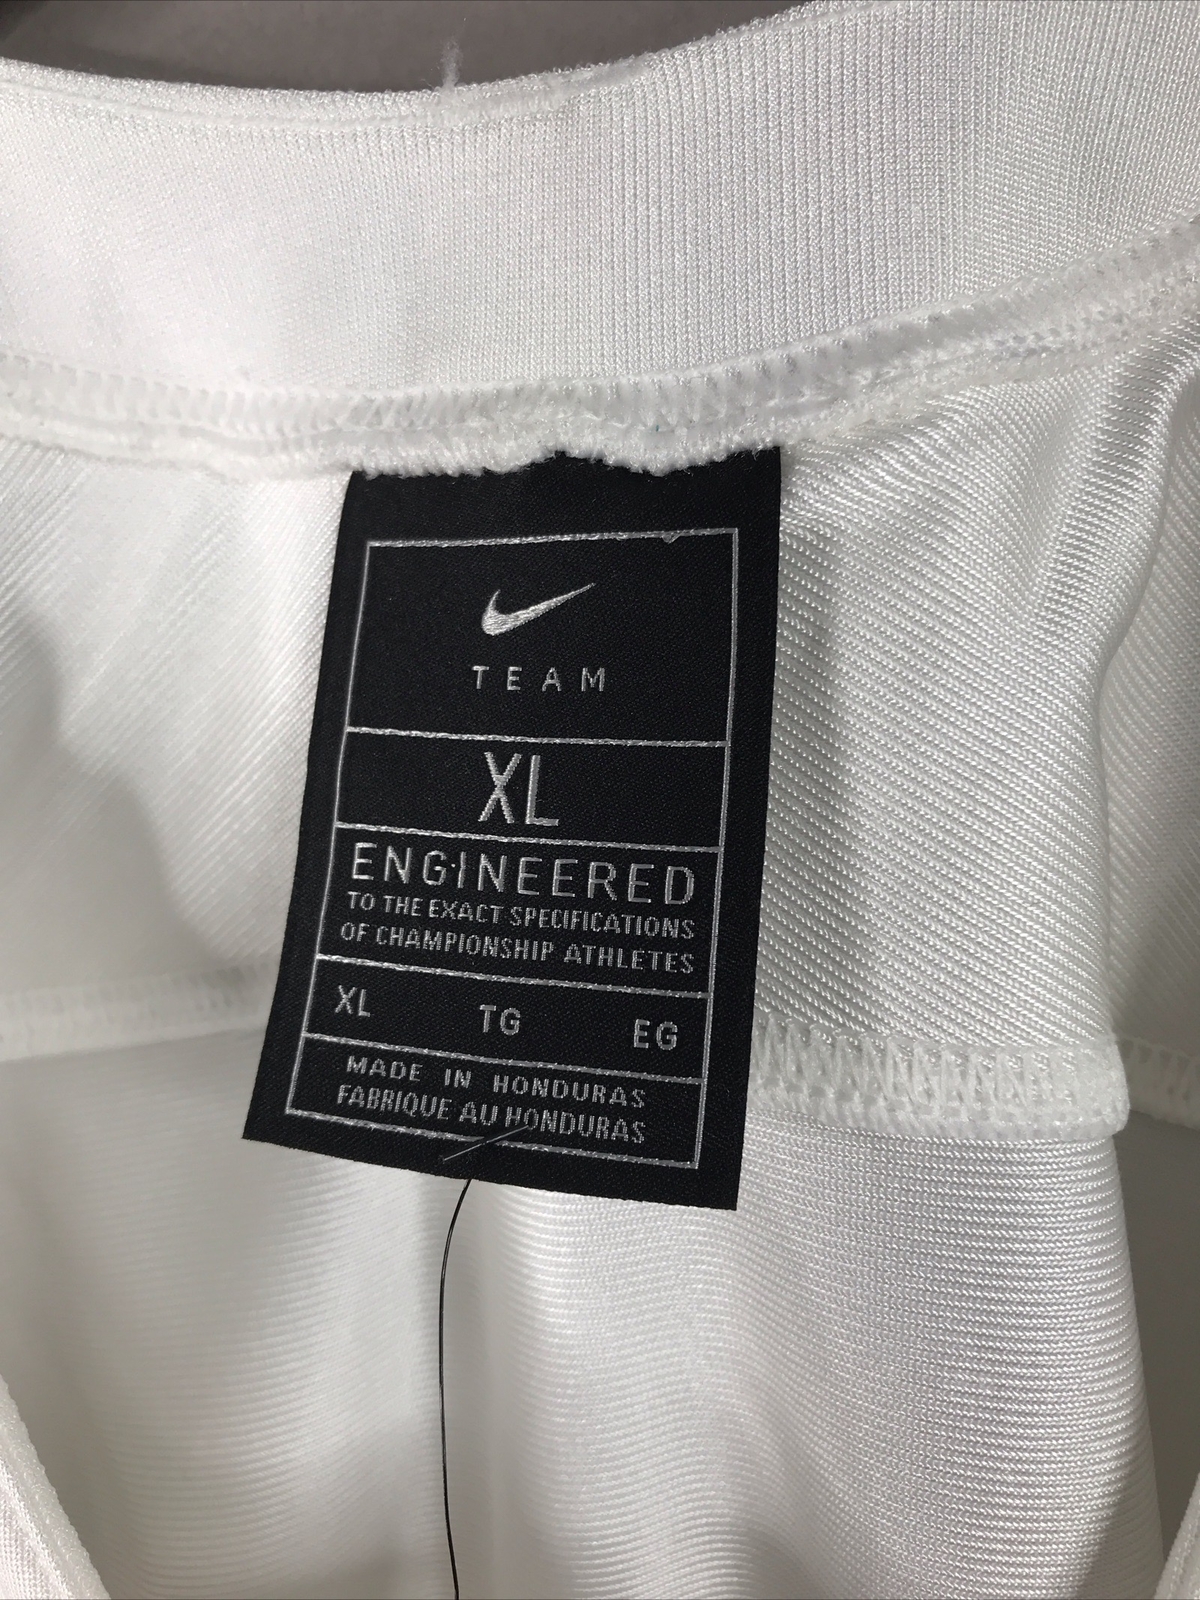 TEAM
XL
ENGINEERED
TO THE EXACT SPECIFICATIONS
OF CHAMPIONSHIP ATHLETES
XL TG EG
MADE IN HONDURAS
FABRIQUE AU HONDURAS